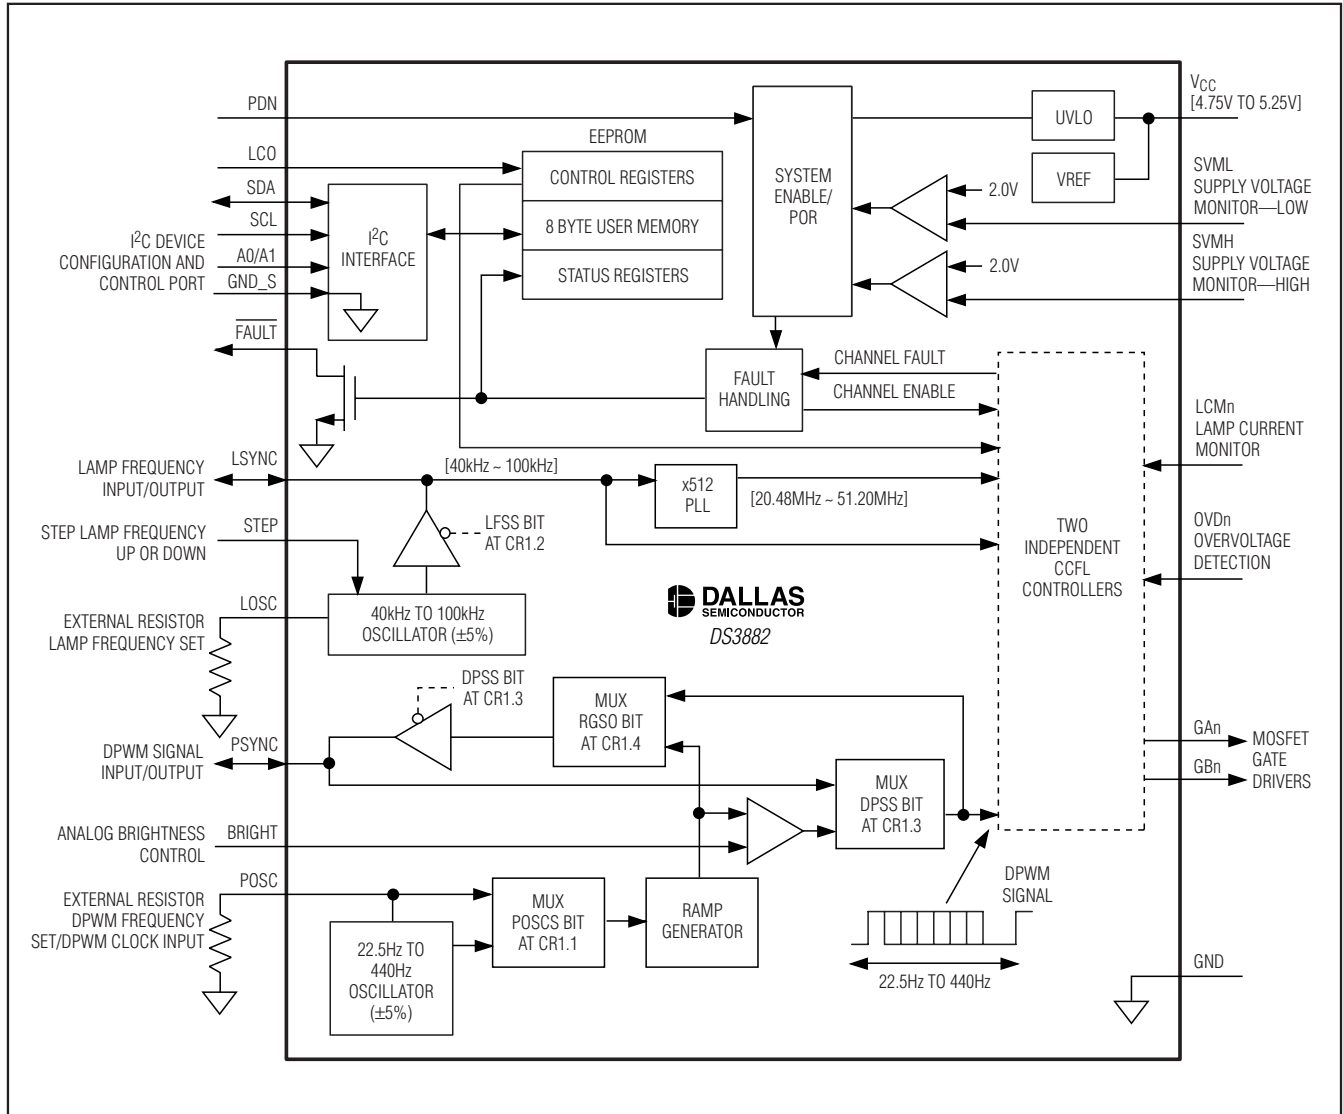 PDN
LCO
SDA
SCL
I²C DEVICE
CONFIGURATION AND
CONTROL PORT
A0/A1
GND_S
FAULT
I²C
INTERFACE
EEPROM
CONTROL REGISTERS
8 BYTE USER MEMORY
STATUS REGISTERS
SYSTEM
ENABLE/
POR
UVLO
VREF
2.0V
2.0V
VCC
[4.75V TO 5.25V]
SVML
SUPPLY VOLTAGE
MONITOR—LOW
SVMH
SUPPLY VOLTAGE
MONITOR—HIGH
FAULT
HANDLING
CHANNEL FAULT
CHANNEL ENABLE
LCMn
LAMP CURRENT
MONITOR
LAMP FREQUENCY
INPUT/OUTPUT
LSYNC
[40kHz ~ 100kHz]
x512
PLL
[20.48MHz ~ 51.20MHz]
STEP LAMP FREQUENCY
UP OR DOWN
STEP
LFSS BIT
AT CR1.2
TWO
INDEPENDENT
CCFL
CONTROLLERS
OVDn
OVERVOLTAGE
DETECTION
LOSC
EXTERNAL RESISTOR
LAMP FREQUENCY SET
40kHz TO 100kHz
OSCILLATOR (±5%)
DALLAS
SEMICONDUCTOR
DS3882
DPSS BIT
AT CR1.3
MUX
RGSO BIT
AT CR1.4
DPWM SIGNAL
INPUT/OUTPUT
PSYNC
GAn
GBn
MOSFET
GATE
DRIVERS
MUX
DPSS BIT
AT CR1.3
ANALOG BRIGHTNESS
CONTROL
BRIGHT
POSC
EXTERNAL RESISTOR
DPWM FREQUENCY
SET/DPWM CLOCK INPUT
22.5Hz TO
440Hz
OSCILLATOR
(±5%)
MUX
POSCS BIT
AT CR1.1
RAMP
GENERATOR
DPWM
SIGNAL
22.5Hz TO 440Hz
GND